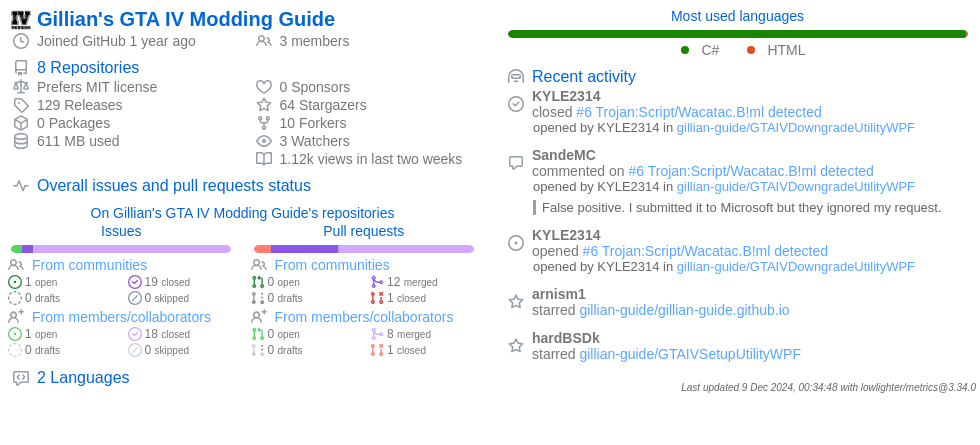 Gillian's GTA IV Modding Guide
Joined GitHub 1 year ago
3 members
8 Repositories
Prefers MIT license
129 Releases
0 Packages
611 MB used
0 Sponsors
64 Stargazers
10 Forkers
3 Watchers
1.12k views in last two weeks
Overall issues and pull requests status
On Gillian's GTA IV Modding Guide's repositories
Issues
From communities
1 open
19 closed
0 drafts
0 skipped
From members/collaborators
1 open
18 closed
0 drafts
0 skipped
Pull requests
From communities
0 open
12 merged
0 drafts
1 closed
From members/collaborators
0 open
8 merged
0 drafts
1 closed
2 Languages
Most used languages
C# HTML
Recent activity
KYLE2314
closed #6 Trojan:Script/Wacatac.B!ml detected
opened by KYLE2314 in gillian-guide/GTAIVDowngradeUtilityWPF
SandeMC
commented on #6 Trojan:Script/Wacatac.B!ml detected
opened by KYLE2314 in gillian-guide/GTAIVDowngradeUtilityWPF
False positive. I submitted it to Microsoft but they ignored my request.
KYLE2314
opened #6 Trojan:Script/Wacatac.B!ml detected
opened by KYLE2314 in gillian-guide/GTAIVDowngradeUtilityWPF
arnism1
starred gillian-guide/gillian-guide.github.io
hardBSDk
starred gillian-guide/GTAIVSetupUtilityWPF
Last updated 9 Dec 2024, 00:34:48 with lowlighter/metrics@3.34.0